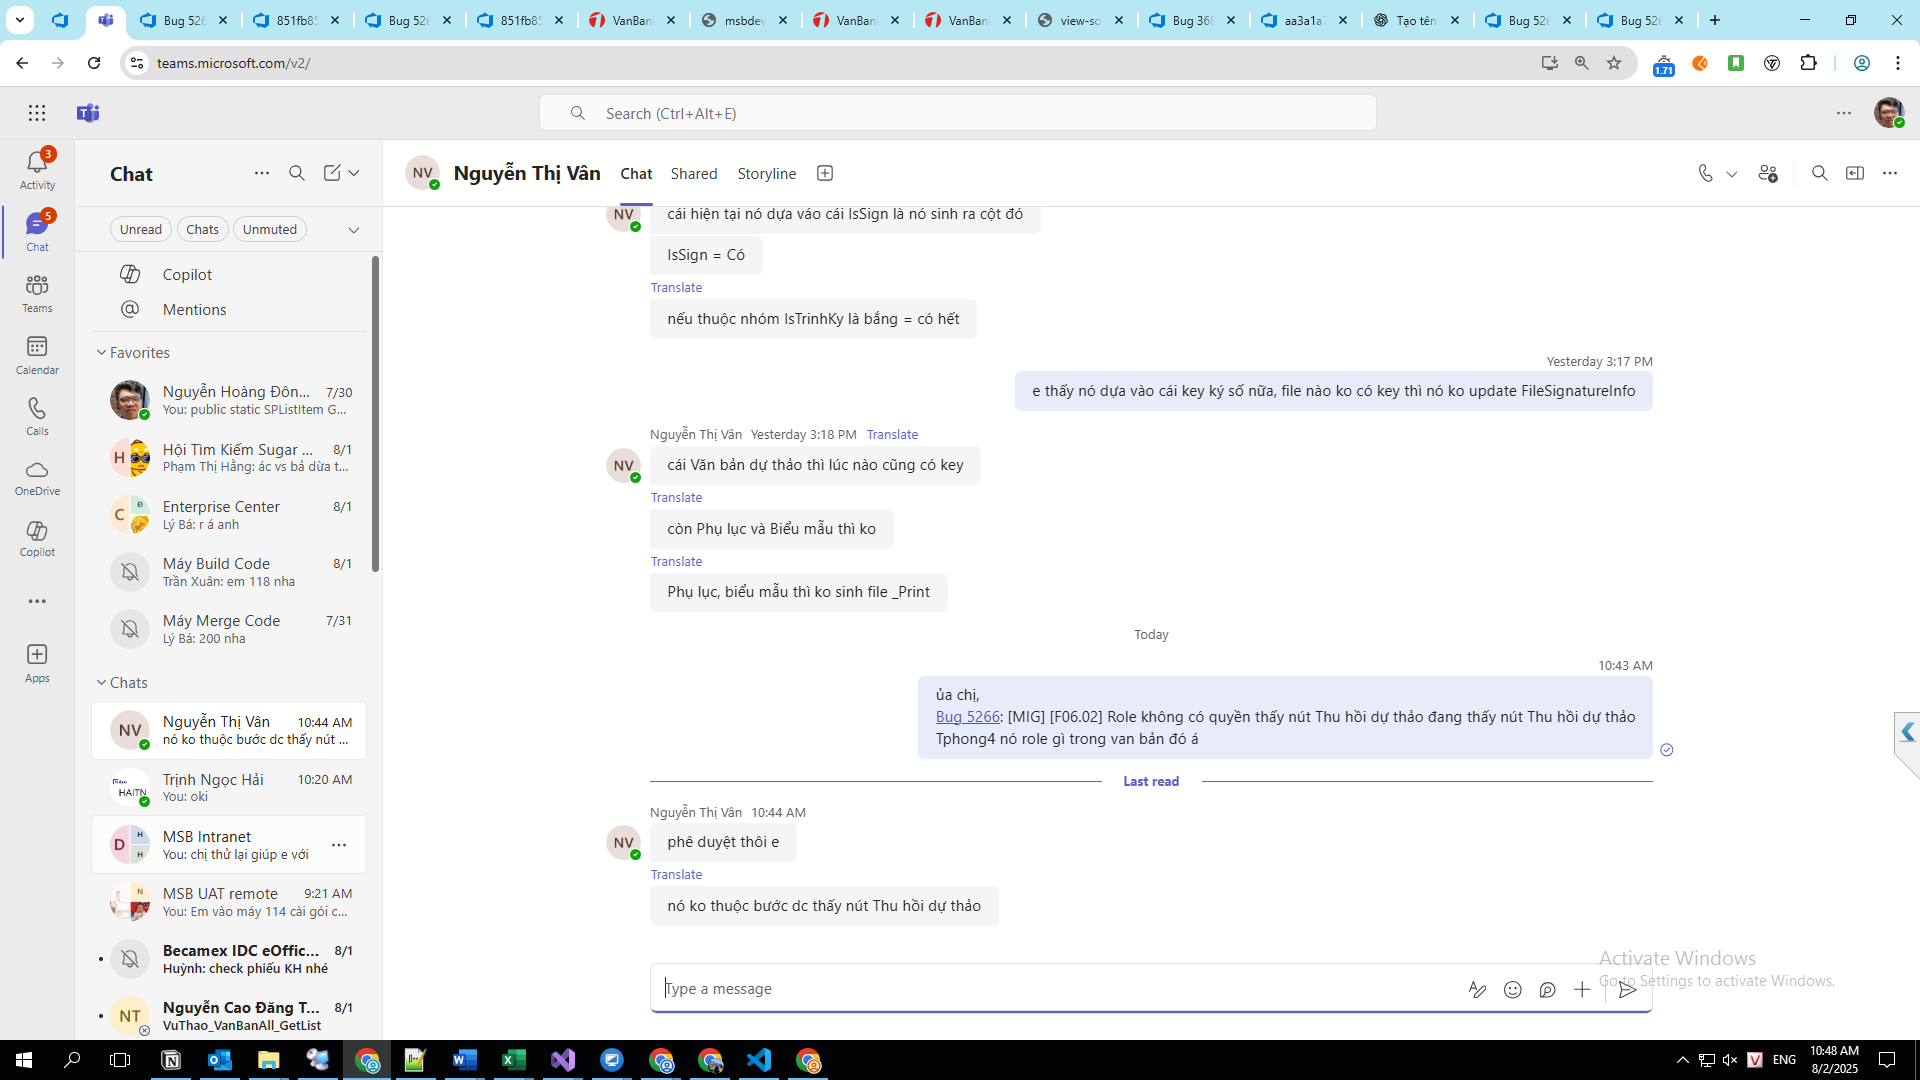 Bug 526
851fb85
Bug 526
851fb85
VanBan
msbdev
VanBan
VanBan
view-so
Bug 368
aa3a1a
Tạo tên
Bug 526
Bug 526
teams.microsoft.com/v2/
1.71
Search (Ctrl+Alt+E)
3
Activity
5
Chat
Teams
Calendar
Calls
OneDrive
Copilot
Apps
Chat
Unread
Chats
Unmuted
Copilot
Mentions
Favorites
Nguyễn Hoàng Đôn... 7/30
You: public static SPListItem G...
Hội Tìm Kiếm Sugar ... 8/1
Phạm Thị Hằng: ác vs bả dừa t...
Enterprise Center 8/1
Lý Bá: r á anh
Máy Build Code 8/1
Trần Xuân: em 118 nha
Máy Merge Code 7/31
Lý Bá: 200 nha
Chats
NV
Nguyễn Thị Vân 10:44 AM
nó ko thuộc bước dc thấy nút ...
HAITN
Trịnh Ngọc Hải 10:20 AM
You: oki
MSB Intranet
You: chị thử lại giúp e với
MSB UAT remote 9:21 AM
You: Em vào máy 114 cài gói c...
Becamex IDC eOffic... 8/1
Huỳnh: check phiếu KH nhé
NT
Nguyễn Cao Đăng T... 8/1
VuThao_VanBanAll_GetList
NV
Nguyễn Thị Vân
Chat
Shared
Storyline
NV
cái hiện tại nó dựa váo cái IsSign là nó sinh ra cột đó
IsSign = Có
Translate
nếu thuộc nhóm IsTrinhKy là bắng = có hết
Yesterday 3:17 PM
e thấy nó dựa vào cái key ký số nữa, file nào ko có key thì nó ko update FileSignatureInfo
Nguyễn Thị Vân Yesterday 3:18 PM Translate
NV
cái Văn bản dự thảo thì lúc nào cũng có key
Translate
còn Phụ lục và Biểu mẫu thì ko
Translate
Phụ lục, biểu mẫu thì ko sinh file _Print
Today
10:43 AM
ủa chị,
Bug 5266: [MIG] [F06.02] Role không có quyền thấy nút Thu hồi dự thảo đang thấy nút Thu hồi dự thảo
Tphong4 nó role gì trong van bản đó á
Last read
Nguyễn Thị Vân 10:44 AM
NV
phê duyệt thôi e
Translate
nó ko thuộc bước dc thấy nút Thu hồi dự thảo
Type a message
Activate Windows
Go to Settings to activate Windows.
ENG
10:48 AM
8/2/2025